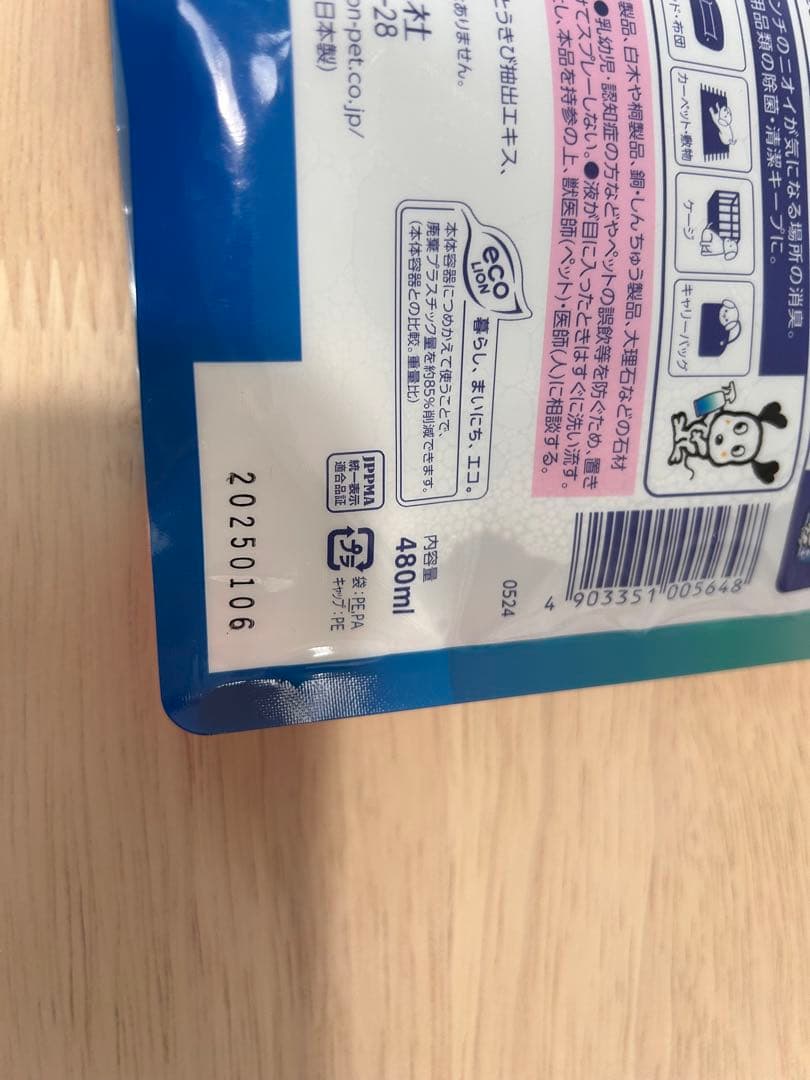 ンチのニオイが気になる場所の消臭。
用品類の除菌・清潔キープに。
ド・布団
カーペット・敷物
ケージ
キャリーバッグ
製品、白木や桐製品、銅・しんちゅう製品、大理石などの石材
●乳幼児・認知症の方などやペットの誤飲等を防ぐため、置き
てスプレーしない。●液が目に入ったときはすぐに洗い流す。
し、本品を持参の上、獣医師(ペット)・医師(人)に相談する。
とうきび抽出エキス、
ありません。
社
-28
on-pet.co.jp/
日本製)
eco
LION
暮らし、まいにち、エコ。
本体容器につめかえて使うことで、
廃棄プラスチック量を約85%削減できます。
(本体容器との比較。重量比)
JPPMA
統一表示
適合品証
プラ
袋:PE,PA
キャップ:PE
内容量
480ml
0524
4 903351 005648
20250106